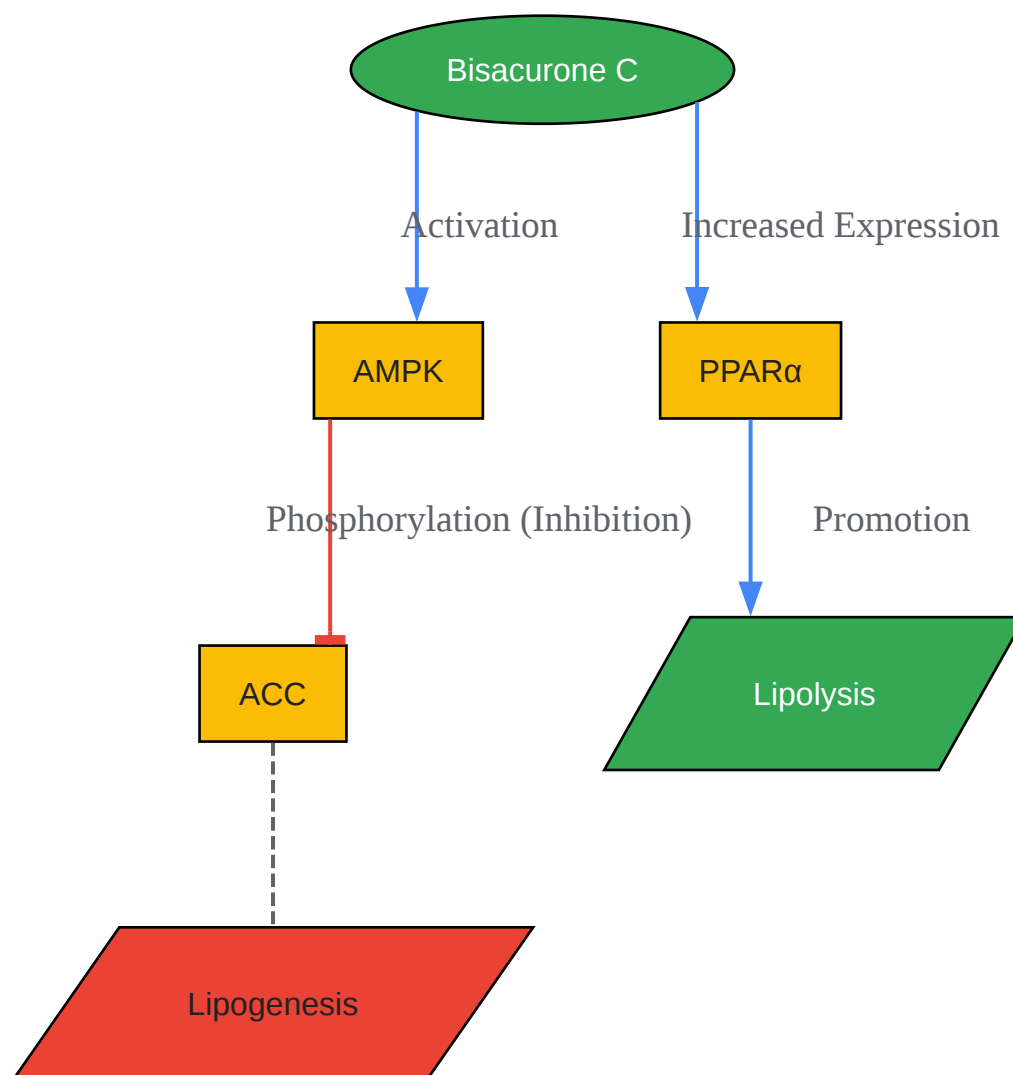 Bisacurone C
Activation
Increased Expression
AMPK
PPARα
Phosphorylation (Inhibition)
Promotion
ACC
Lipolysis
Lipogenesis